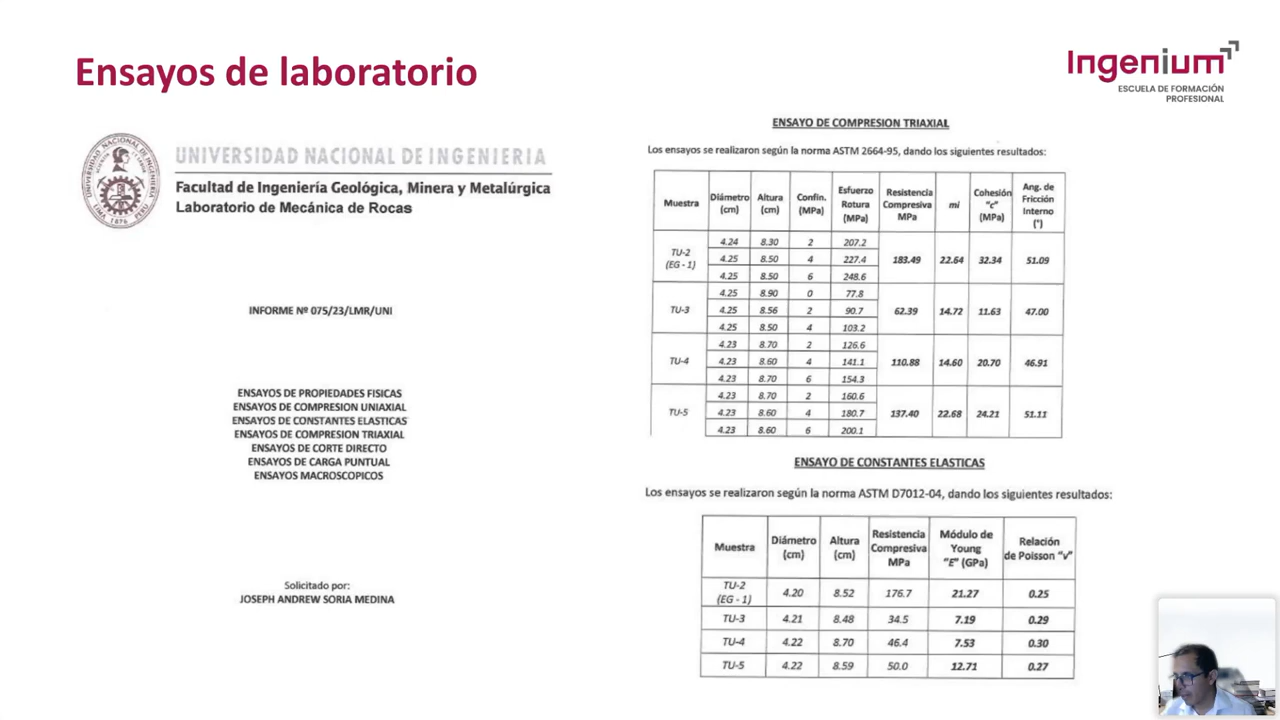 Ensayos de laboratorio
Ingenium
ESCUELA DE FORMACIÓN
PROFESIONAL
UNIVERSIDAD NACIONAL DE INGENIERIA
Facultad de Ingeniería Geológica, Minera y Metalúrgica
Laboratorio de Mecánica de Rocas
INFORME Nº 075/23/LMR/UNI
ENSAYOS DE PROPIEDADES FISICAS
ENSAYOS DE COMPRESION UNIAXIAL
ENSAYOS DE CONSTANTES ELASTICAS
ENSAYOS DE COMPRESION TRIAXIAL
ENSAYOS DE CORTE DIRECTO
ENSAYOS DE CARGA PUNTUAL
ENSAYOS MACROSCOPICOS
Solicitado por:
JOSEPH ANDREW SORIA MEDINA
ENSAYO DE COMPRESION TRIAXIAL
Los ensayos se realizaron según la norma ASTM 2664-95, dando los siguientes resultados:
Muestra Diámetro (cm) Altura (cm) Confin. (MPa) Esfuerzo Rotura (MPa) Resistencia Compresiva MPa mi Cohesión "c" (MPa) Ang. de Fricción Interno (°)
TU-2 (EG - 1) 4.24 8.30 2 207.2 183.49 22.64 32.34 51.09
4.25 8.50 4 227.4
4.25 8.50 6 248.6
TU-3 4.25 8.90 0 77.8 62.39 14.72 11.63 47.00
4.25 8.56 2 90.7
4.25 8.50 4 103.2
TU-4 4.23 8.70 2 126.6 110.88 14.60 20.70 46.91
4.23 8.60 4 141.1
4.23 8.70 6 154.3
TU-5 4.23 8.70 2 160.6 137.40 22.68 24.21 51.11
4.23 8.60 4 180.7
4.23 8.60 6 200.1
ENSAYO DE CONSTANTES ELASTICAS
Los ensayos se realizaron según la norma ASTM D7012-04, dando los siguientes resultados:
Muestra Diámetro (cm) Altura (cm) Resistencia Compresiva MPa Módulo de Young "E" (GPa) Relación de Poisson "v"
TU-2 (EG - 1) 4.20 8.52 176.7 21.27 0.25
TU-3 4.21 8.48 34.5 7.19 0.29
TU-4 4.22 8.70 46.4 7.53 0.30
TU-5 4.22 8.59 50.0 12.71 0.27